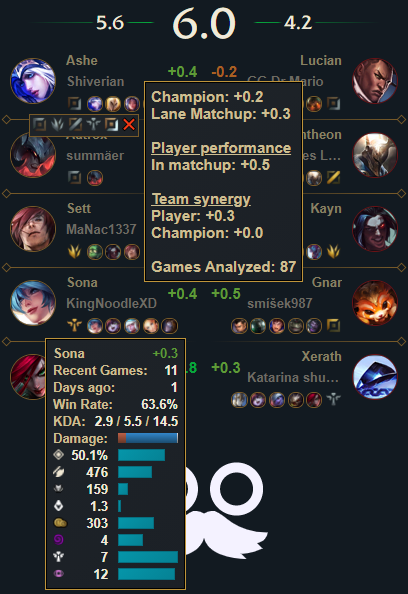 5.6 6.0 4.2
Ashe +0.4 -0.2 Lucian
Shiverian
Champion: +0.2
Lane Matchup: +0.3
Player performance
In matchup: +0.5
Team synergy
Player: +0.3
Champion: +0.0
Games Analyzed: 87
summäer
Sett Kayn
MaNac1337
Sona Gnar
KingNoodleXD +0.4 +0.5 smišek987
Xerath
+0.3 Katarina shu...
Sona +0.3
Recent Games: 11
Days ago: 1
Win Rate: 63.6%
KDA: 2.9 / 5.5 / 14.5
Damage:
50.1%
476
159
1.3
303
4
7
12